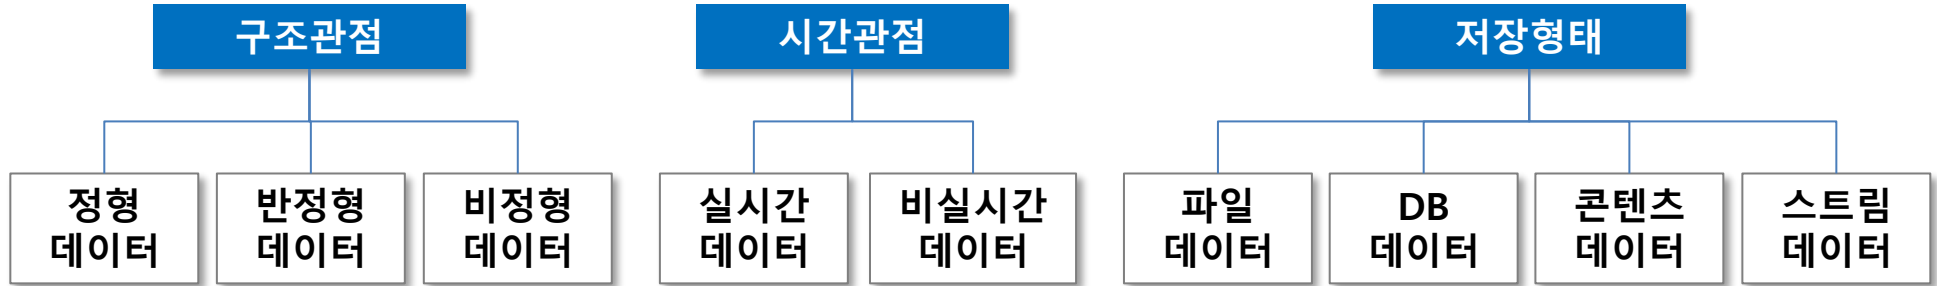 구조관점
시간관점
저장형태
정형
데이터
반정형
데이터
비정형
데이터
실시간
데이터
비실시간
데이터
파일
데이터
DB
데이터
콘텐츠
데이터
스트림
데이터